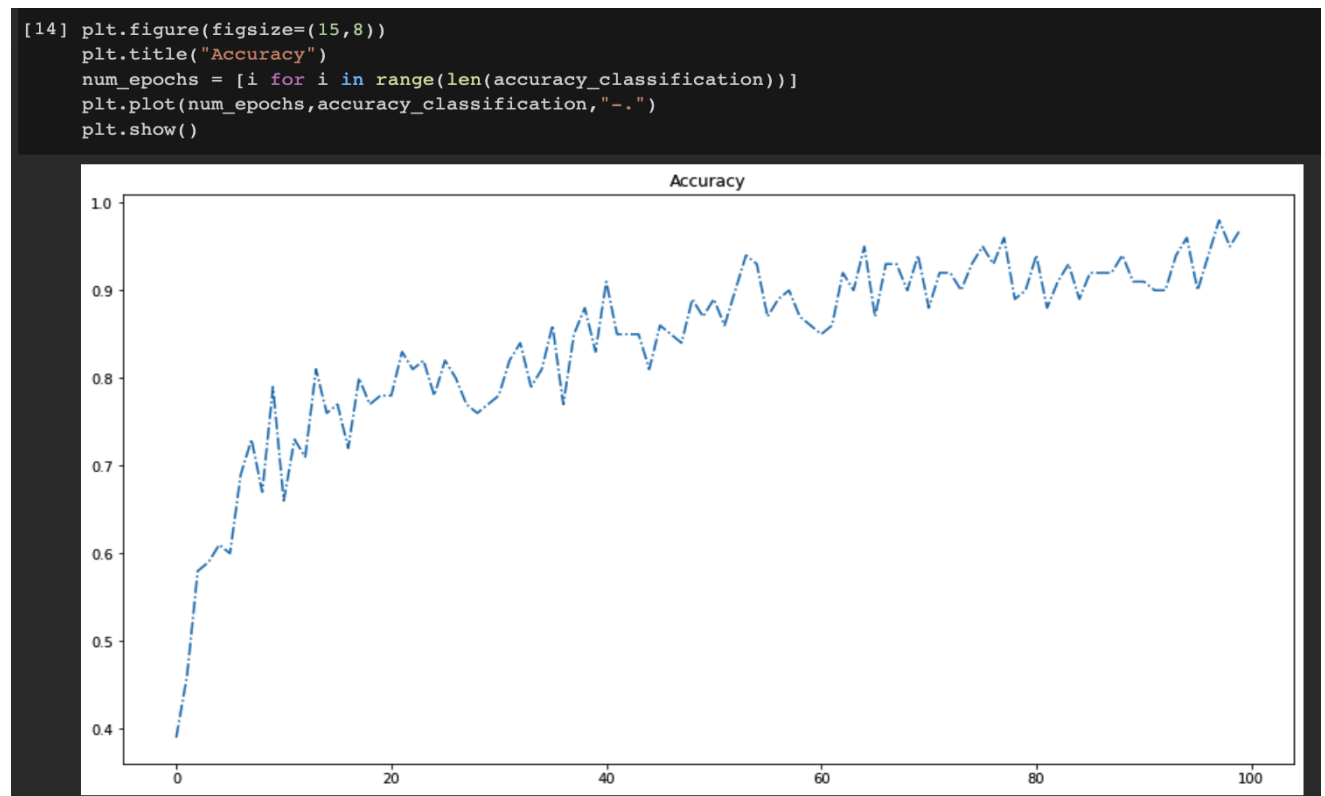 [14] plt.figure(figsize=(15,8))
plt.title("Accuracy")
num_epochs = [i for i in range(len(accuracy_classification))]
plt.plot(num_epochs,accuracy_classification,"-.")
plt.show()
Accuracy
1.0
0.9
0.8
0.7
0.6
0.5
0.4
0 20 40 60 80 100